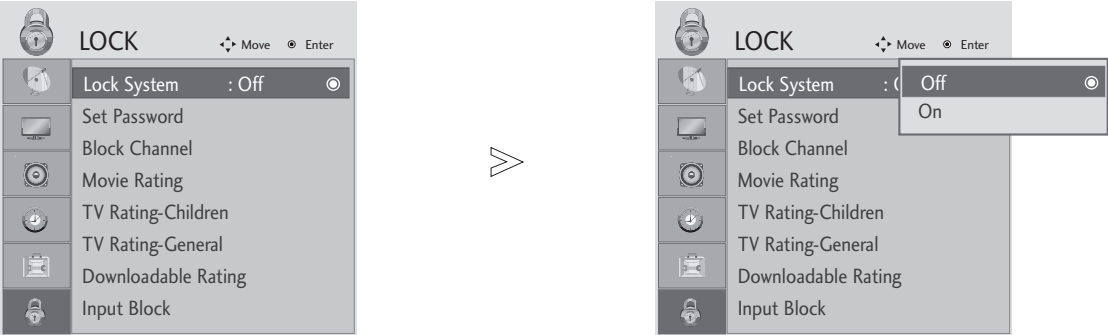 LOCK
Move Enter
Lock System : Off
Set Password
Block Channel
Movie Rating
TV Rating-Children
TV Rating-General
Downloadable Rating
Input Block
LOCK
Move Enter
Lock System :
Off
On
Set Password
Block Channel
Movie Rating
TV Rating-Children
TV Rating-General
Downloadable Rating
Input Block